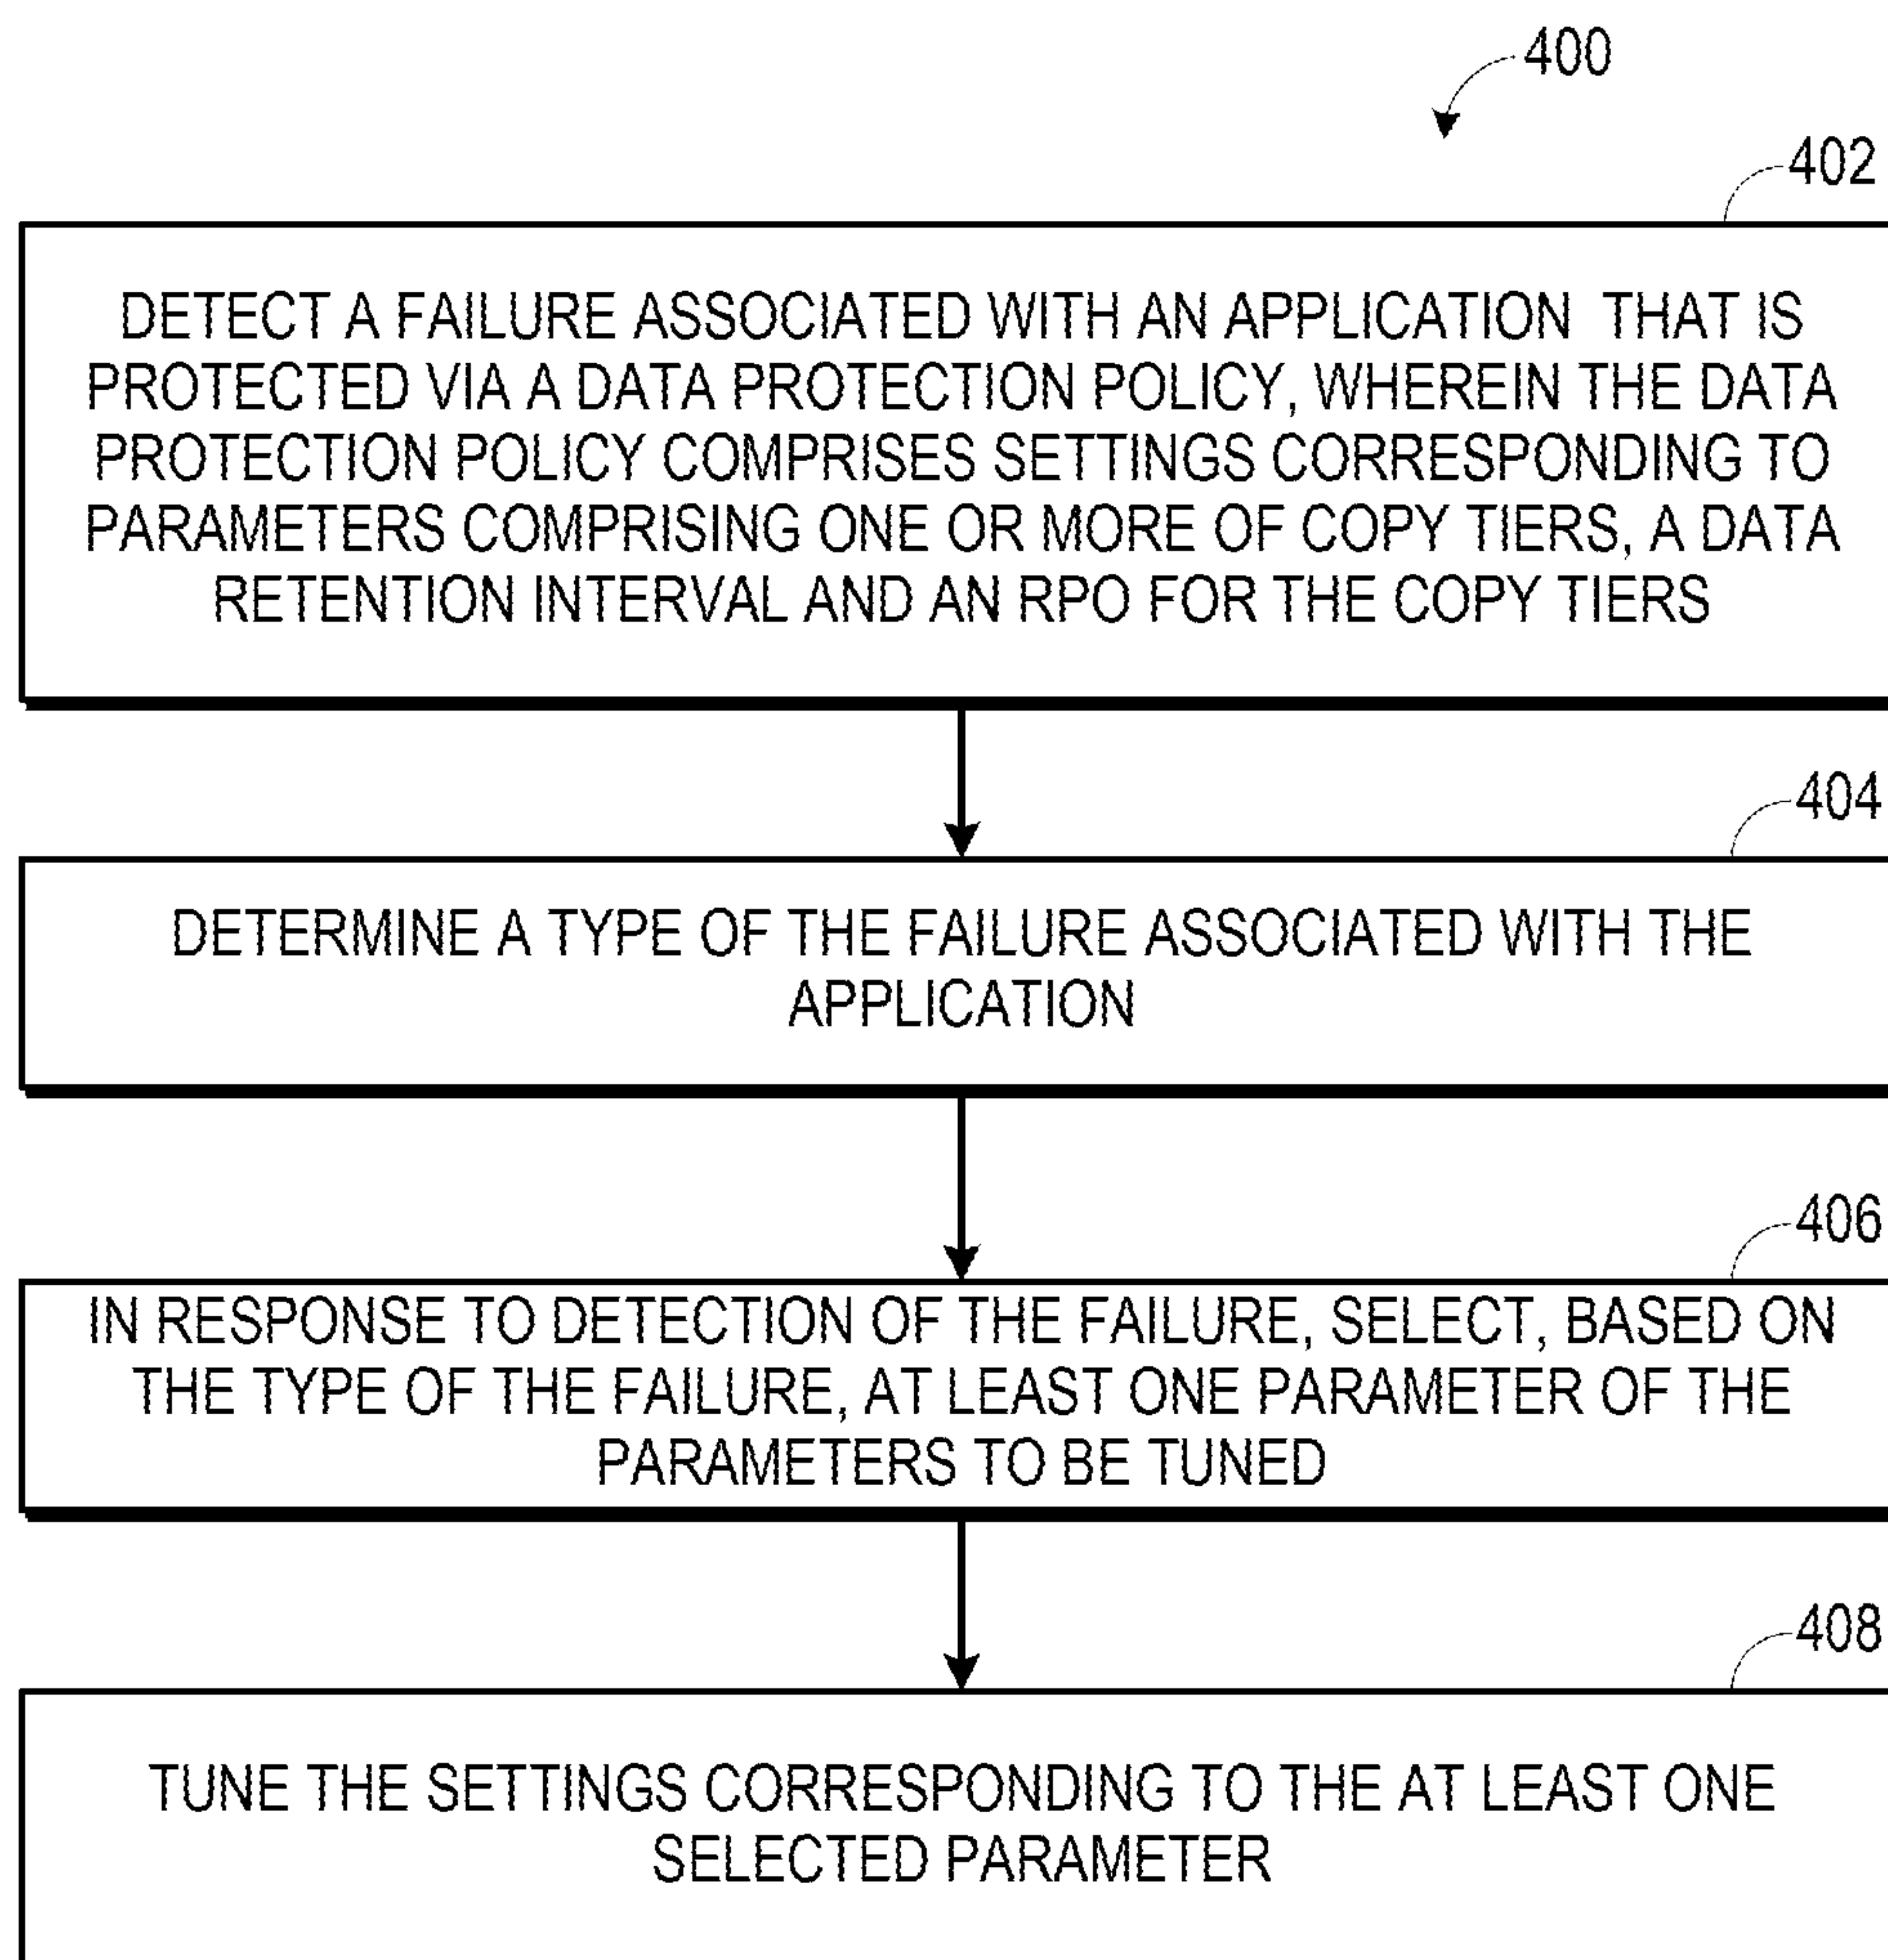 400
402
DETECT A FAILURE ASSOCIATED WITH AN APPLICATION THAT IS
PROTECTED VIA A DATA PROTECTION POLICY, WHEREIN THE DATA
PROTECTION POLICY COMPRISES SETTINGS CORRESPONDING TO
PARAMETERS COMPRISING ONE OR MORE OF COPY TIERS, A DATA
RETENTION INTERVAL AND AN RPO FOR THE COPY TIERS
404
DETERMINE A TYPE OF THE FAILURE ASSOCIATED WITH THE
APPLICATION
406
IN RESPONSE TO DETECTION OF THE FAILURE, SELECT, BASED ON
THE TYPE OF THE FAILURE, AT LEAST ONE PARAMETER OF THE
PARAMETERS TO BE TUNED
408
TUNE THE SETTINGS CORRESPONDING TO THE AT LEAST ONE
SELECTED PARAMETER